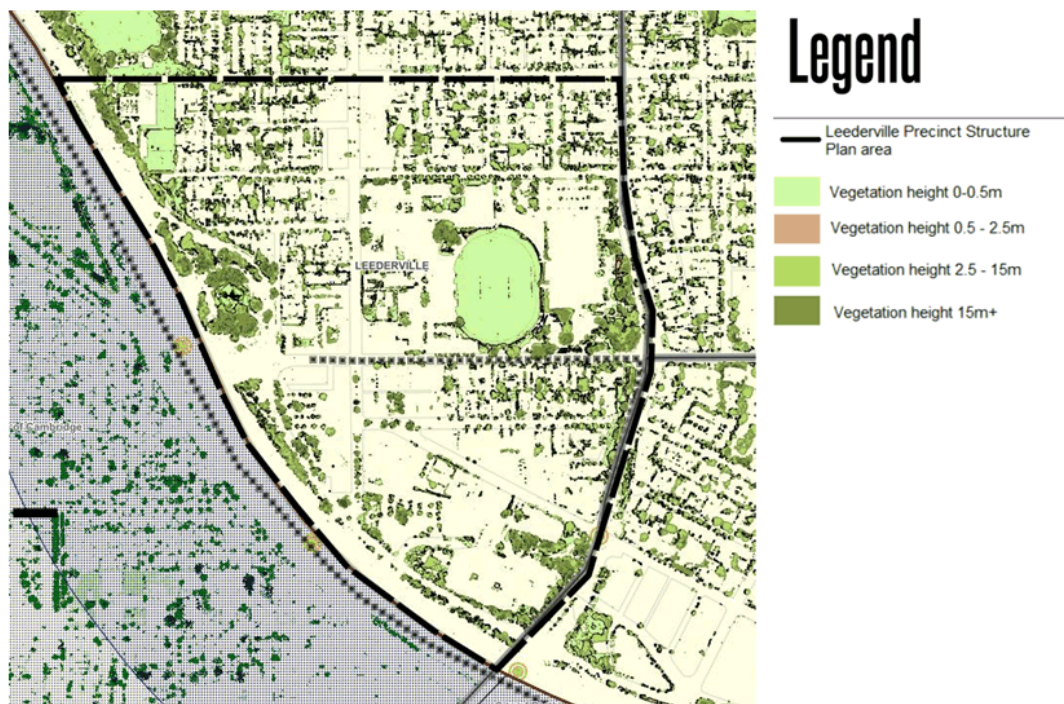 Legend
Leederville Precinct Structure
Plan area
Vegetation height 0-0.5m
Vegetation height 0.5 - 2.5m
Vegetation height 2.5 - 15m
Vegetation height 15m+
LEEDERVILLE
of Cambridge